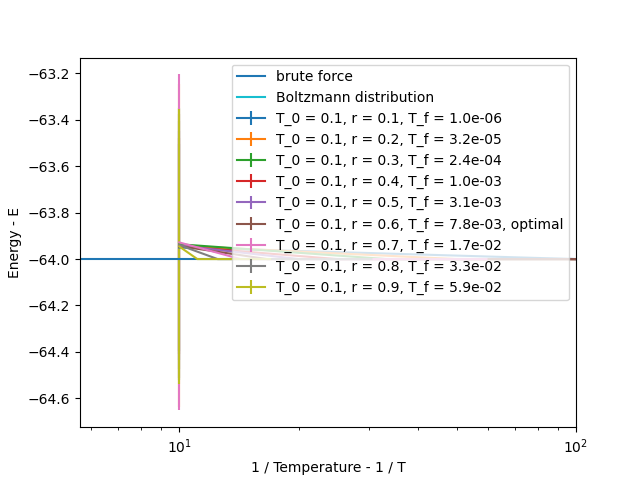 −63.2
−63.4
−63.6
−63.8
−64.0
−64.2
−64.4
−64.6
Energy - E
brute force
Boltzmann distribution
T_0 = 0.1, r = 0.1, T_f = 1.0e-06
T_0 = 0.1, r = 0.2, T_f = 3.2e-05
T_0 = 0.1, r = 0.3, T_f = 2.4e-04
T_0 = 0.1, r = 0.4, T_f = 1.0e-03
T_0 = 0.1, r = 0.5, T_f = 3.1e-03
T_0 = 0.1, r = 0.6, T_f = 7.8e-03, optimal
T_0 = 0.1, r = 0.7, T_f = 1.7e-02
T_0 = 0.1, r = 0.8, T_f = 3.3e-02
T_0 = 0.1, r = 0.9, T_f = 5.9e-02
10¹ 10²
1 / Temperature - 1 / T